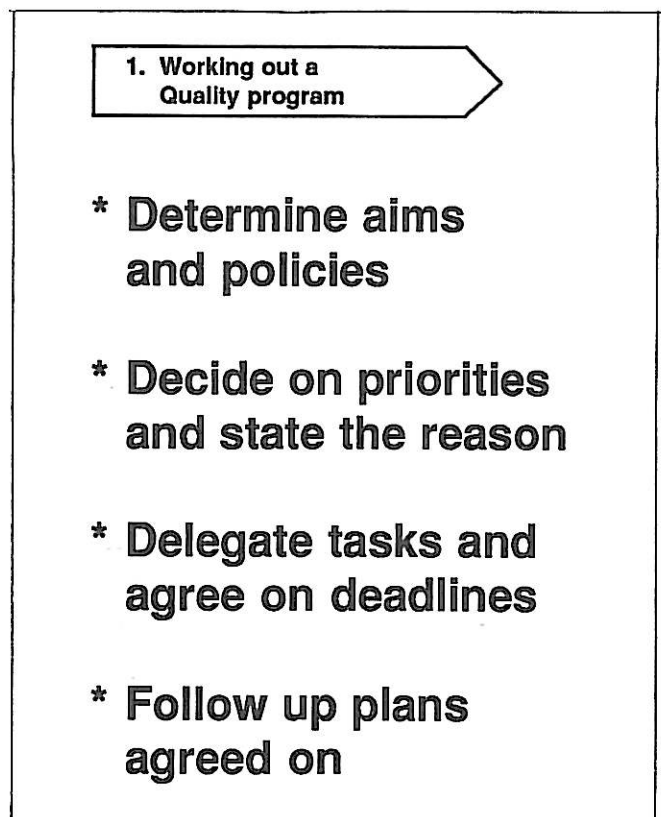 1. Working out a
Quality program
* Determine aims
and policies
* Decide on priorities
and state the reason
* Delegate tasks and
agree on deadlines
* Follow up plans
agreed on